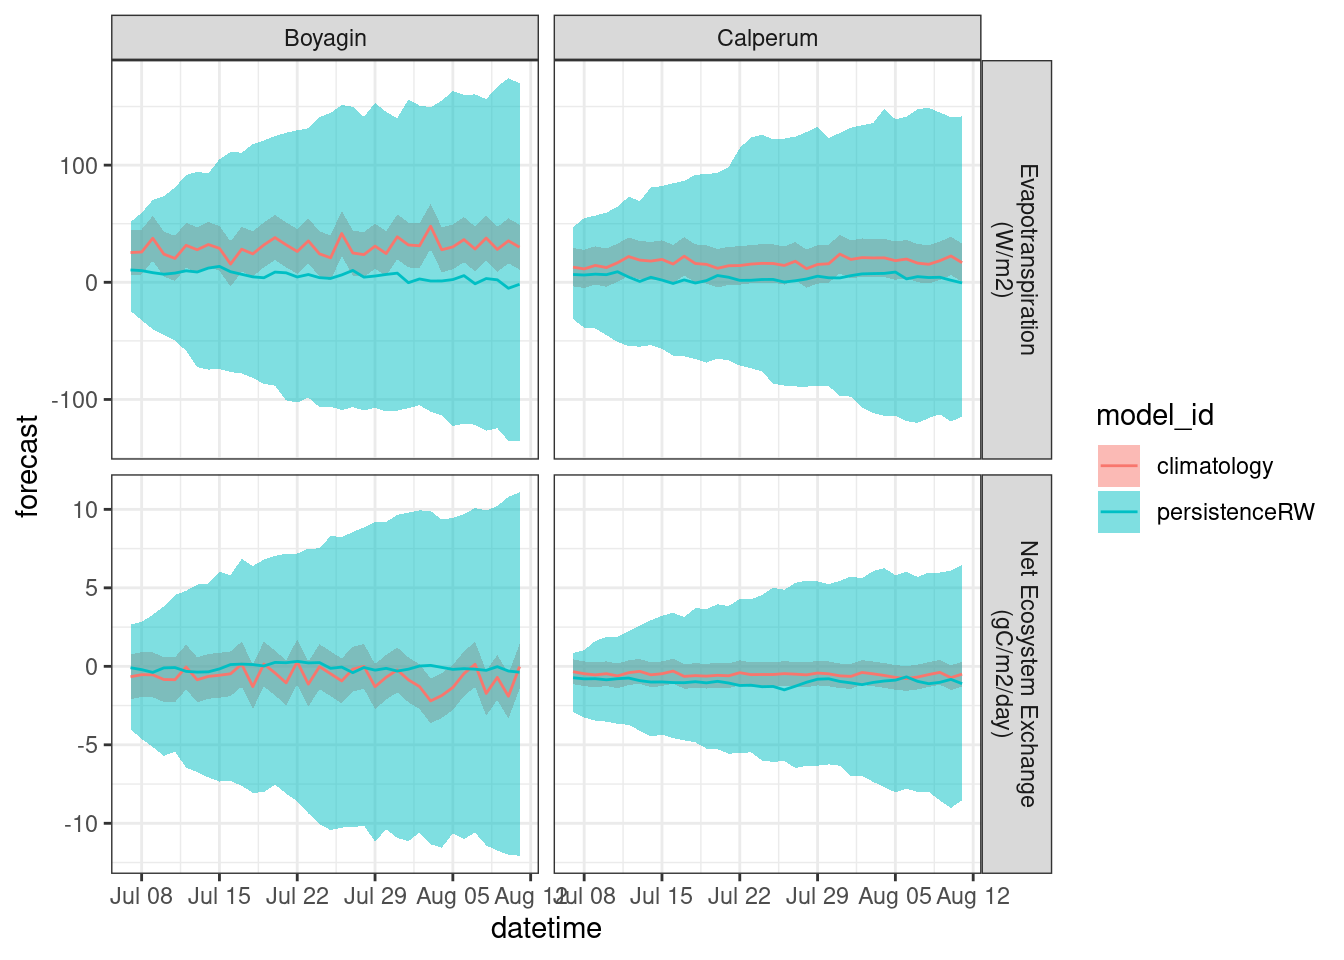 Boyagin
Calperum
100
0
-100
Evapotranspiration
(W/m2)
10
5
0
-5
-10
Net Ecosystem Exchange
(gC/m2/day)
forecast
Jul 08
Jul 15
Jul 22
Jul 29
Aug 05
Aug 12
Jul 08
Jul 15
Jul 22
Jul 29
Aug 05
Aug 12
datetime
model_id
climatology
persistenceRW